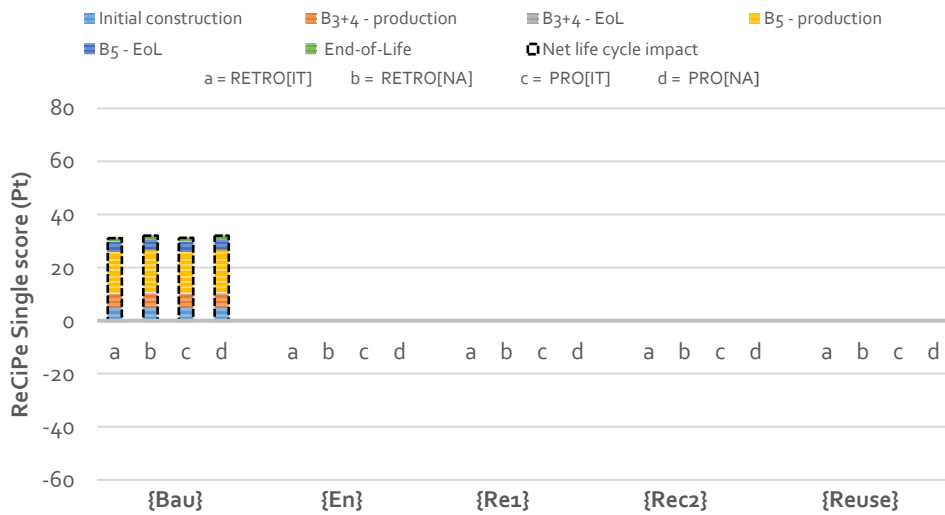 Initial construction B3+4 - production B3+4 - EoL B5 - production
B5 - EoL End-of-Life Net life cycle impact
a = RETRO[IT] b = RETRO[NA] c = PRO[IT] d = PRO[NA]
ReCiPe Single score (Pt)
80
60
40
20
0
a b c d a b c d a b c d a b c d a b c d
-20
-40
-60
{Bau} {En} {Re1} {Rec2} {Reuse}